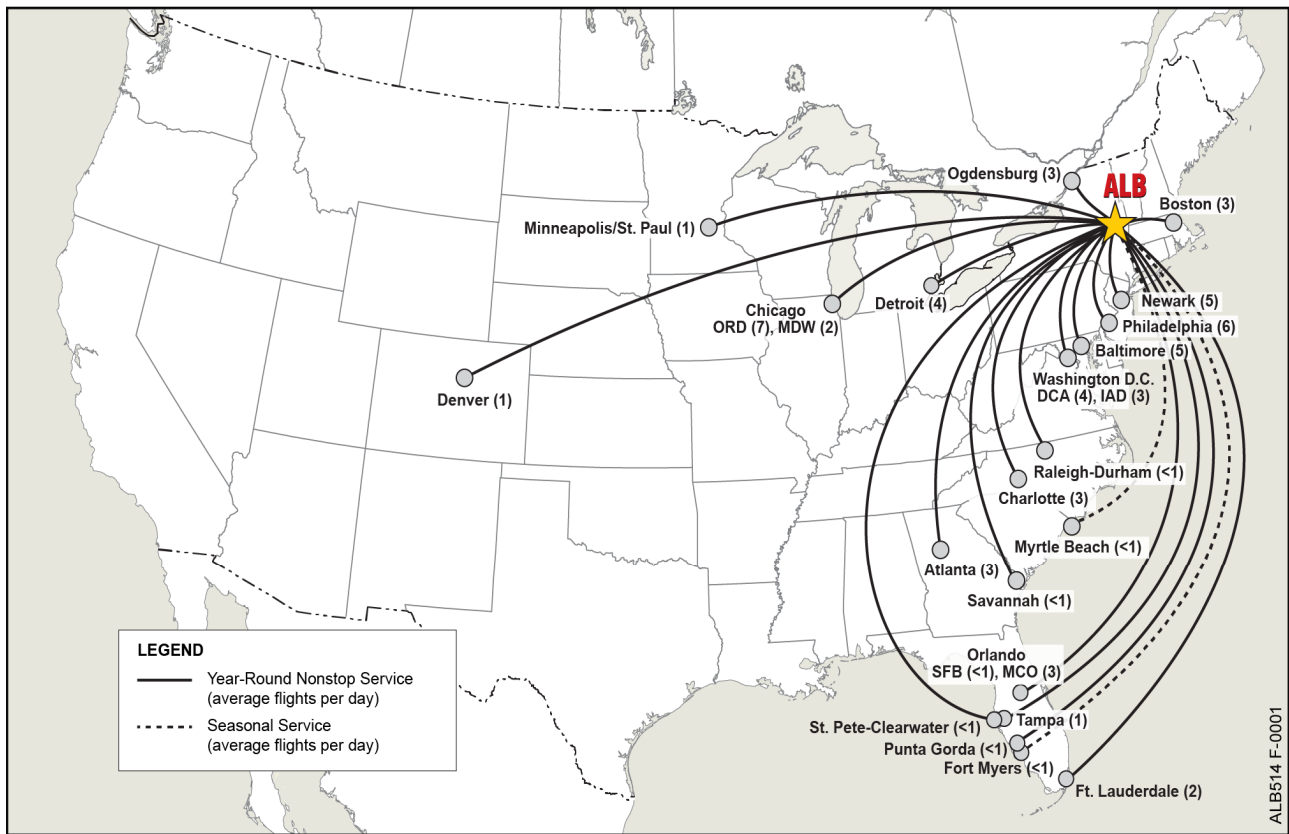 Ogdensburg (3)
ALB
Boston (3)
Minneapolis/St. Paul (1)
Chicago
ORD (7), MDW (2)
Detroit (4)
Newark (5)
Philadelphia (6)
Baltimore (5)
Washington D.C.
DCA (4), IAD (3)
Denver (1)
Raleigh-Durham (<1)
Charlotte (3)
Myrtle Beach (<1)
Atlanta (3)
Savannah (<1)
Orlando
SFB (<1), MCO (3)
St. Pete-Clearwater (<1)
Tampa (1)
Punta Gorda (<1)
Fort Myers (<1)
Ft. Lauderdale (2)
LEGEND
Year-Round Nonstop Service
(average flights per day)
Seasonal Service
(average flights per day)
ALB514 F-0001